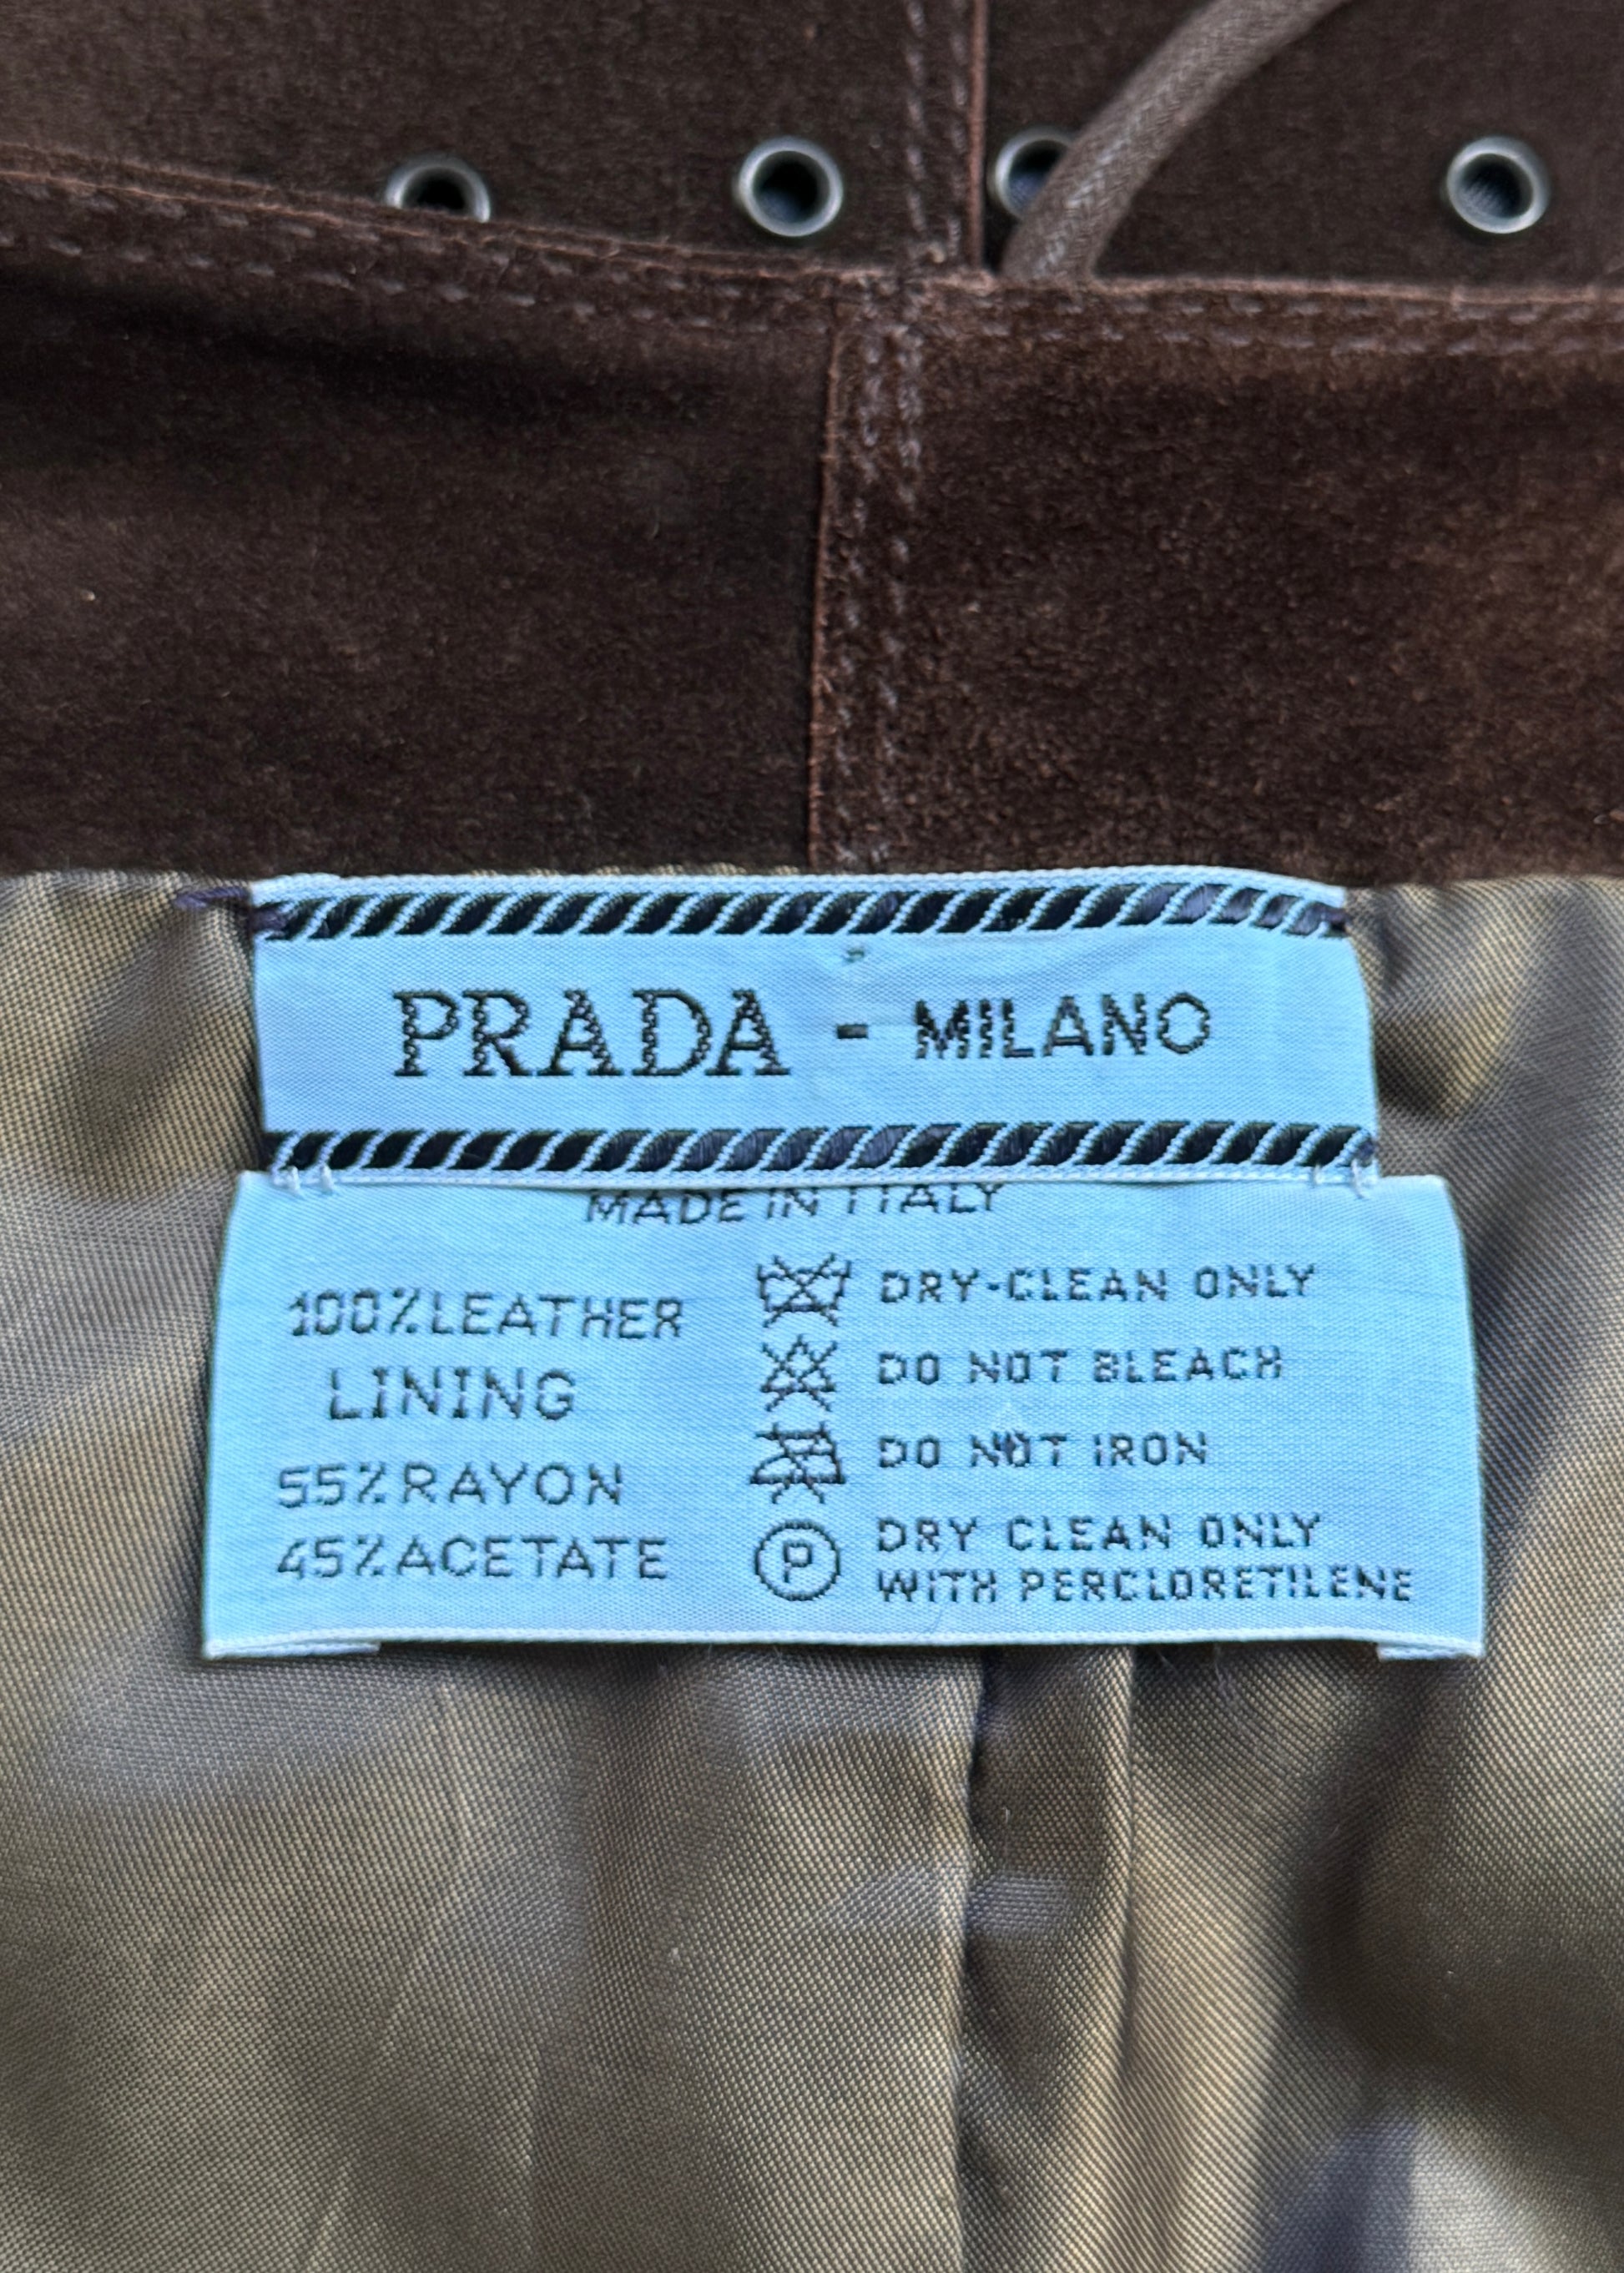 PRADA - MILANO
MADE IN ITALY
100%LEATHER
LINING
55%RAYON
45%ACETATE
DRY-CLEAN ONLY
DO NOT BLEACH
DO NOT IRON
P
DRY CLEAN ONLY
WITH PERCLORETILENE